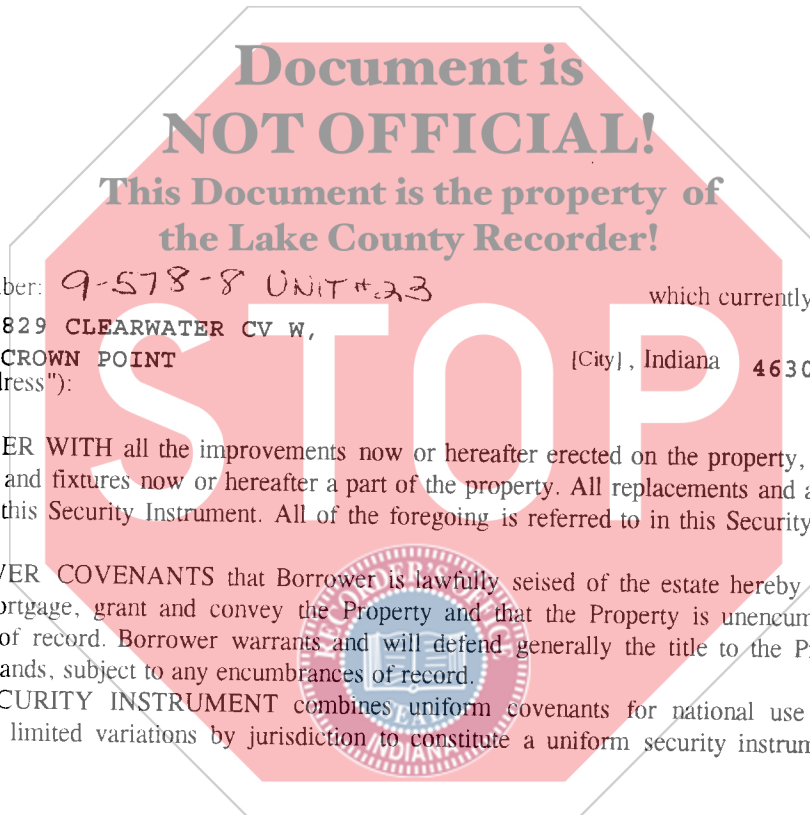 Document is
NOT OFFICIAL!
This Document is the property of
the Lake County Recorder!
ber: 9-578-8 UNIT #.23 which currently
829 CLEARWATER CV W,
CROWN POINT [City], Indiana 4630
dress"):
ER WITH all the improvements now or hereafter erected on the property,
and fixtures now or hereafter a part of the property. All replacements and a
this Security Instrument. All of the foregoing is referred to in this Security
STOP
VER COVENANTS that Borrower is lawfully seised of the estate hereby
ortgage, grant and convey the Property and that the Property is unencum
of record. Borrower warrants and will defend generally the title to the P
ands, subject to any encumbrances of record.
CURITY INSTRUMENT combines uniform covenants for national use
limited variations by jurisdiction to constitute a uniform security instrum
RECORDER'S SERVICE
SEAL
INDIANA